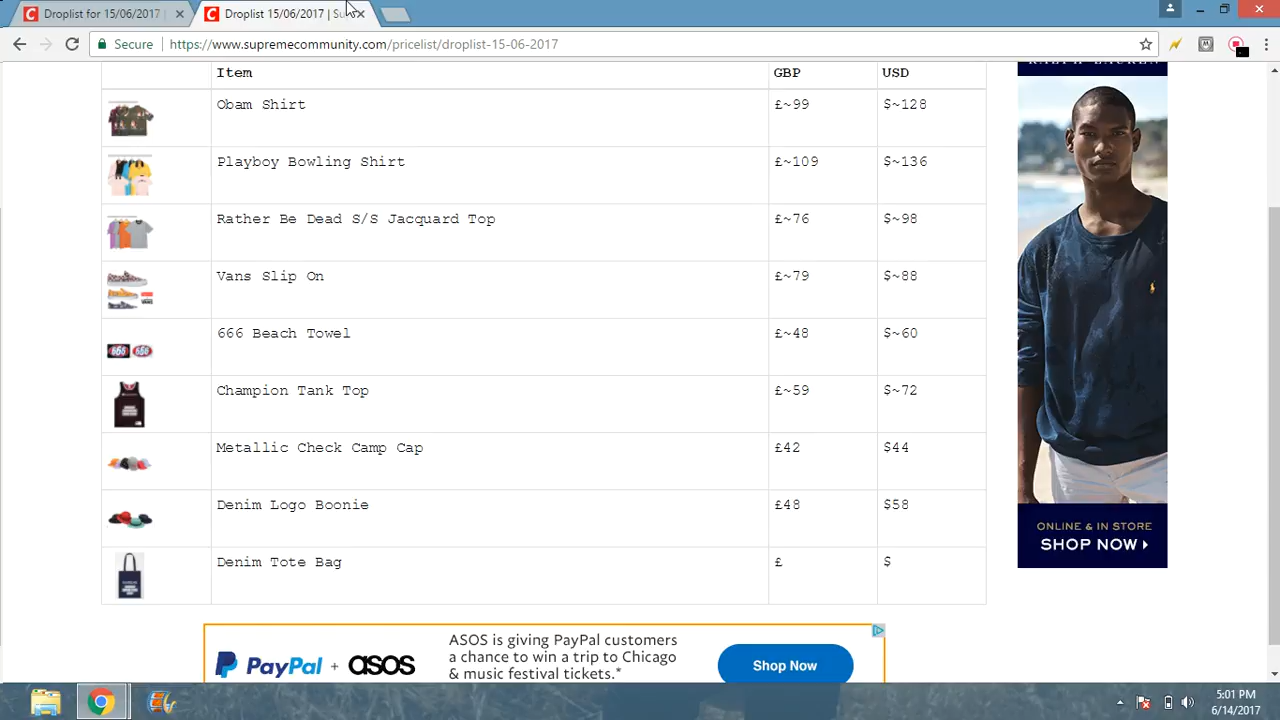 Droplist for 15/06/2017 |
Droplist 15/06/2017 | Su
Secure https://www.supremecommunity.com/pricelist/droplist-15-06-2017
Item GBP USD
Obam Shirt £~99 $~128
Playboy Bowling Shirt £~109 $~136
Rather Be Dead S/S Jacquard Top £~76 $~98
Vans Slip On £~79 $~88
666 Beach Towel £~48 $~60
Champion Tank Top £~59 $~72
Metallic Check Camp Cap £42 $44
Denim Logo Boonie £48 $58
Denim Tote Bag £ $
ONLINE & IN STORE
SHOP NOW
PayPal + asos
ASOS is giving PayPal customers
a chance to win a trip to Chicago
& music festival tickets.*
Shop Now
5:01 PM
6/14/2017